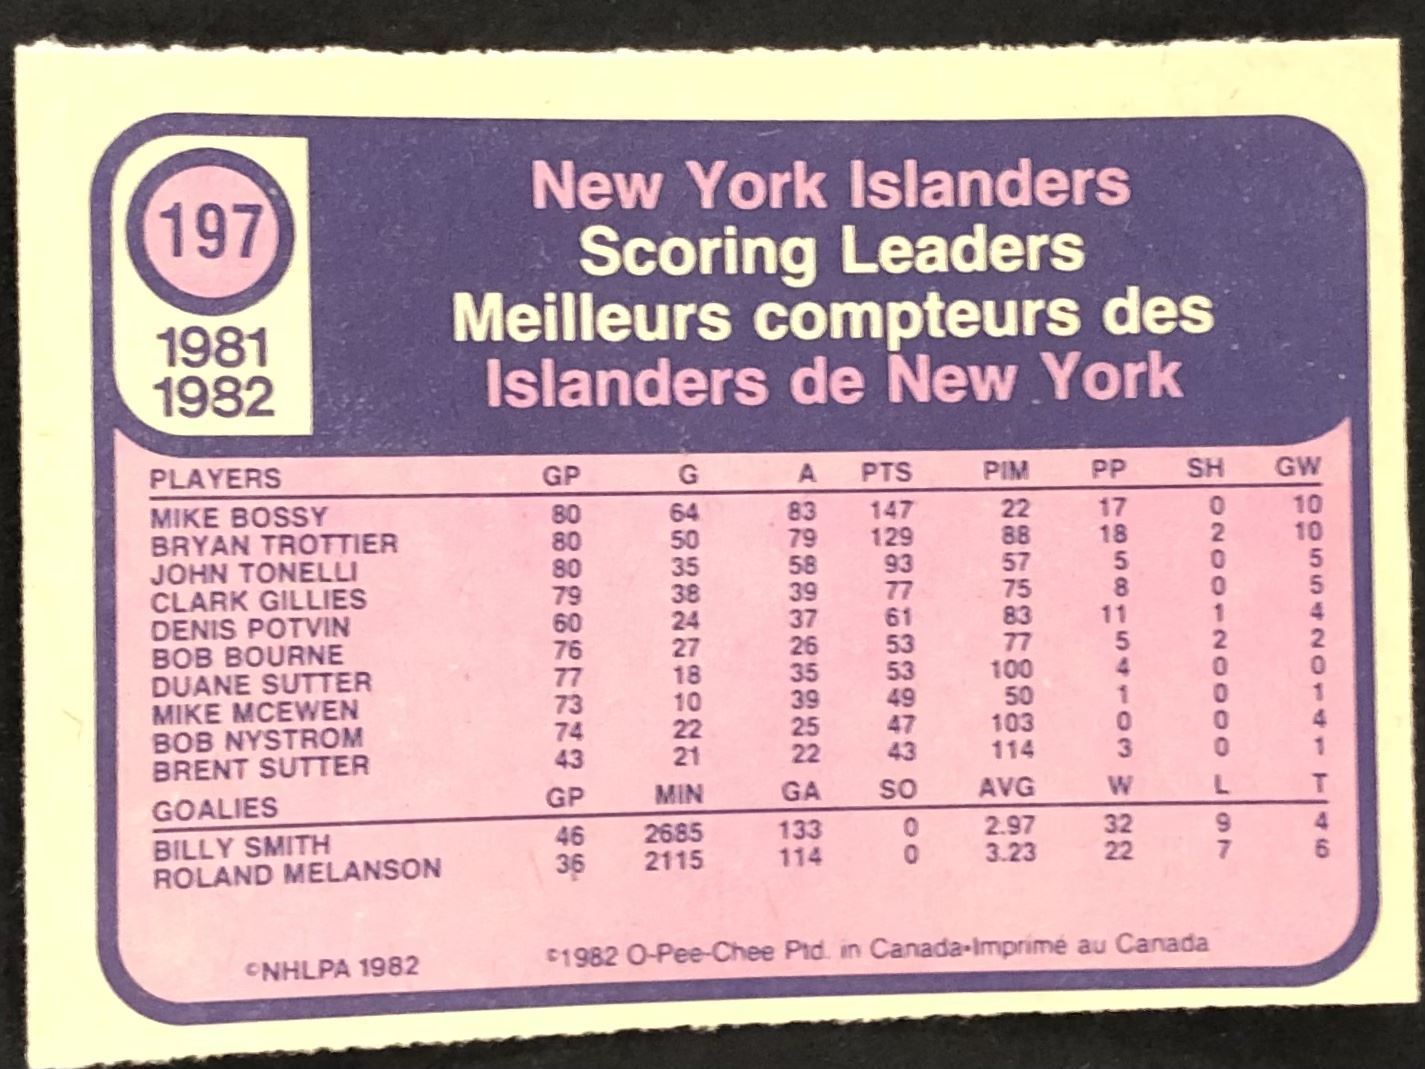 197
1981
1982
New York Islanders
Scoring Leaders
Meilleurs compteurs des
Islanders de New York
PLAYERS GP G A PTS PIM PP SH GW
MIKE BOSSY 80 64 83 147 22 17 0 10
BRYAN TROTTIER 80 50 79 129 88 18 2 10
JOHN TONELLI 80 35 58 93 57 5 0 5
CLARK GILLIES 79 38 39 77 75 8 0 5
DENIS POTVIN 60 24 37 61 83 11 1 4
BOB BOURNE 76 27 26 53 77 5 2 2
DUANE SUTTER 77 18 35 53 100 4 0 0
MIKE MCEWEN 73 10 39 49 50 1 0 1
BOB NYSTROM 74 22 25 47 103 0 0 4
BRENT SUTTER 43 21 22 43 114 3 0 1
GOALIES GP MIN GA SO AVG W L T
BILLY SMITH 46 2685 133 0 2.97 32 9 4
ROLAND MELANSON 36 2115 114 0 3.23 22 7 6
©NHLPA 1982 ©1982 O-Pee-Chee Ptd. in Canada•Imprimé au Canada